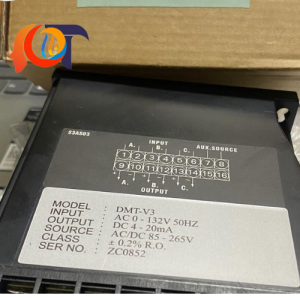 S3AS03
INPUT
A. B. C. AUX.SOURCE
1 2 3 4 5 6 7 8
9 10 11 12 13 14 15 16
A. B. C.
OUTPUT
MODEL : DMT-V3
INPUT : AC 0 - 132V 50HZ
OUTPUT : DC 4 - 20mA
SOURCE : AC/DC 85 - 265V
CLASS : ± 0.2% R.O.
SER NO. : ZC0852